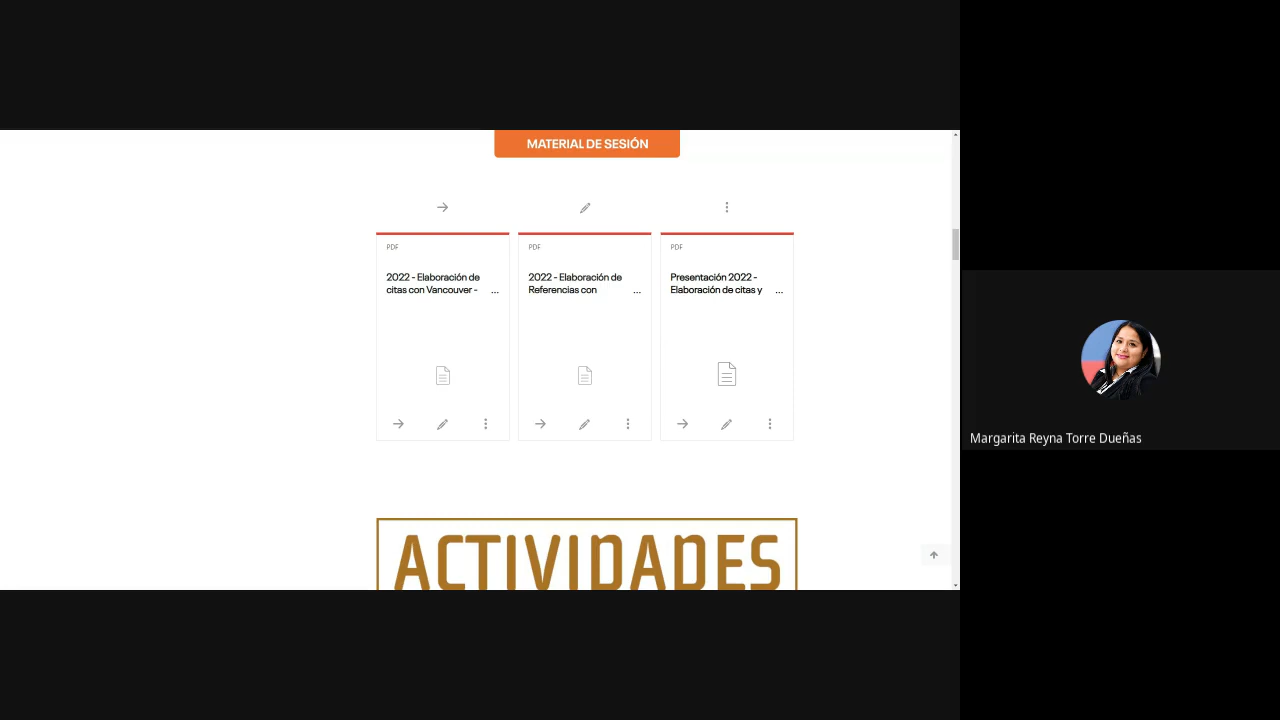 MATERIAL DE SESIÓN
PDF
2022 - Elaboración de
citas con Vancouver - ...
PDF
2022 - Elaboración de
Referencias con ...
PDF
Presentación 2022 -
Elaboración de citas y ...
ACTIVIDADES
Margarita Reyna Torre Dueñas